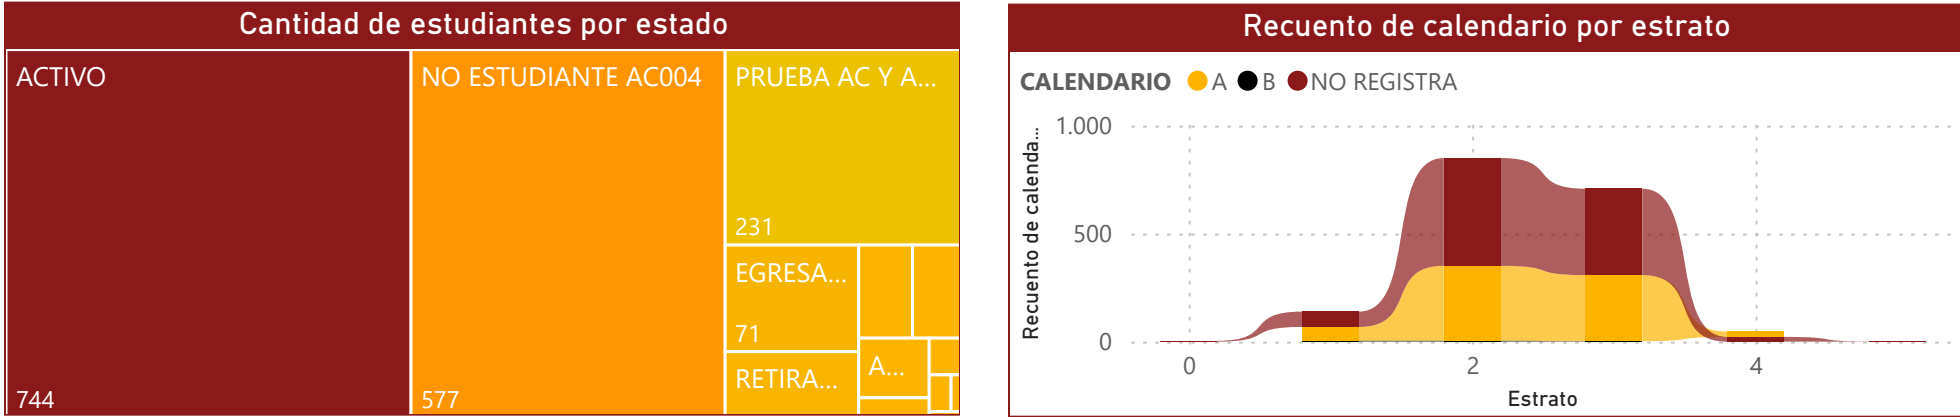 Cantidad de estudiantes por estado
ACTIVO
744
NO ESTUDIANTE AC004
577
PRUEBA AC Y A...
231
EGRESA...
71
RETIRA...
A...
Recuento de calendario por estrato
CALENDARIO A B NO REGISTRA
Recuento de calenda...
1.000
500
0
0 2 4
Estrato